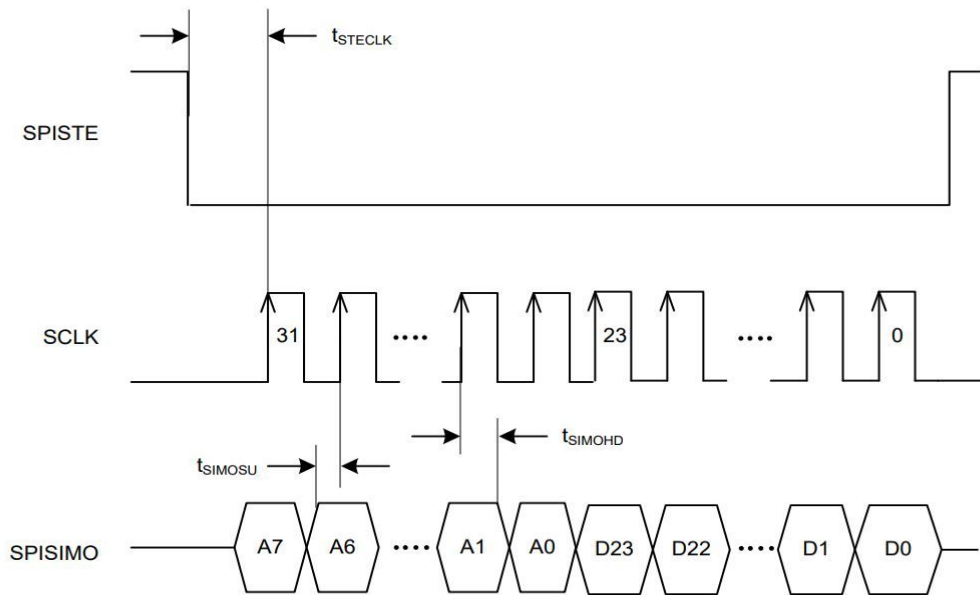 tSTECLK
SPISTE
SCLK
31 •••• 23 •••• 0
tSIMOSU
tSIMOHD
SPISIMO
A7 A6 •••• A1 A0 D23 D22 •••• D1 D0